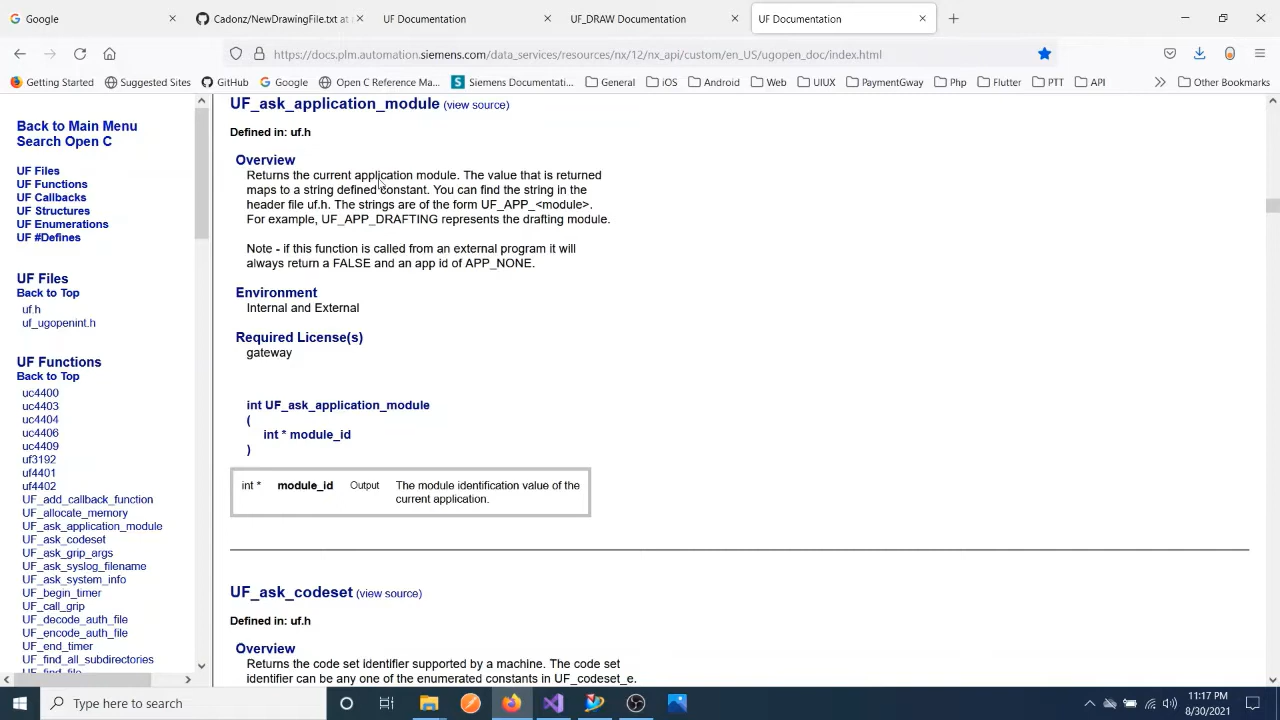 Google
Cadonz/NewDrawingFile.txt at
UF Documentation
UF_DRAW Documentation
UF Documentation
https://docs.plm.automation.siemens.com/data_services/resources/nx/12/nx_api/custom/en_US/ugopen_doc/index.html
Getting Started
Suggested Sites
GitHub
Google
Open C Reference Ma...
Siemens Documentati...
General
iOS
Android
Web
UIUX
PaymentGway
Php
Flutter
PTT
API
Other Bookmarks
Back to Main Menu
Search Open C
UF Files
UF Functions
UF Callbacks
UF Structures
UF Enumerations
UF #Defines
UF Files
Back to Top
uf.h
uf_ugopenint.h
UF Functions
Back to Top
uc4400
uc4403
uc4404
uc4406
uc4409
uf3192
uf4401
uf4402
UF_add_callback_function
UF_allocate_memory
UF_ask_application_module
UF_ask_codeset
UF_ask_grip_args
UF_ask_syslog_filename
UF_ask_system_info
UF_begin_timer
UF_call_grip
UF_decode_auth_file
UF_encode_auth_file
UF_end_timer
UF_find_all_subdirectories
UF_find_file
UF_ask_application_module (view source)
Defined in: uf.h
Overview
Returns the current application module. The value that is returned
maps to a string defined constant. You can find the string in the
header file uf.h. The strings are of the form UF_APP_<module>.
For example, UF_APP_DRAFTING represents the drafting module.
Note - if this function is called from an external program it will
always return a FALSE and an app id of APP_NONE.
Environment
Internal and External
Required License(s)
gateway
int UF_ask_application_module
(
int * module_id
)
int * module_id Output The module identification value of the
current application.
UF_ask_codeset (view source)
Defined in: uf.h
Overview
Returns the code set identifier supported by a machine. The code set
identifier can be any one of the enumerated constants in UF_codeset_e.
Type here to search
11:17 PM
8/30/2021